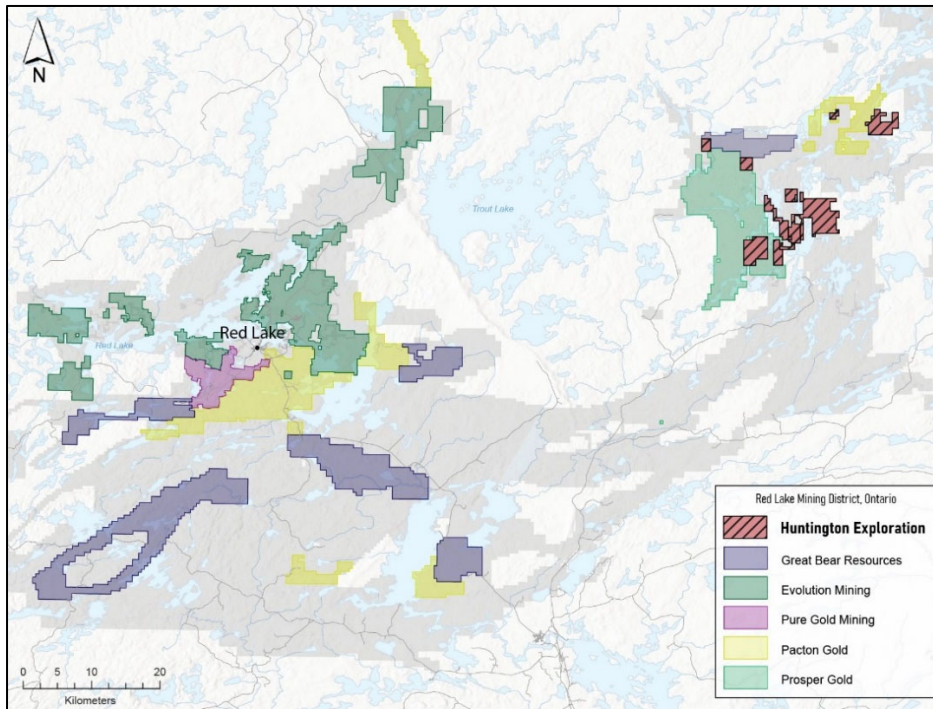 N
Trout Lake
Red Lake
Red Lake
Red Lake Mining District, Ontario
Huntington Exploration
Great Bear Resources
Evolution Mining
Pure Gold Mining
Pacton Gold
Prosper Gold
0 5 10 20
Kilometers